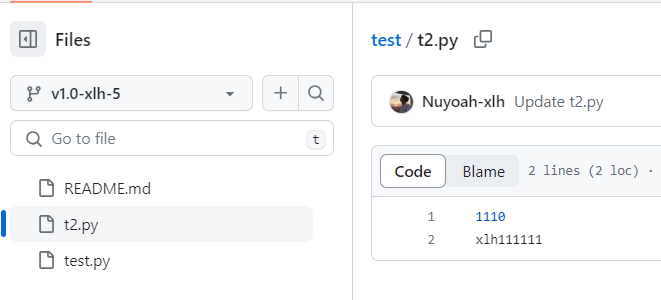 Files
v1.0-xlh-5
Go to file
t
README.md
t2.py
test.py
test / t2.py
Nuyoah-xlh Update t2.py
Code Blame 2 lines (2 loc) ·
1 1110
2 xlh111111